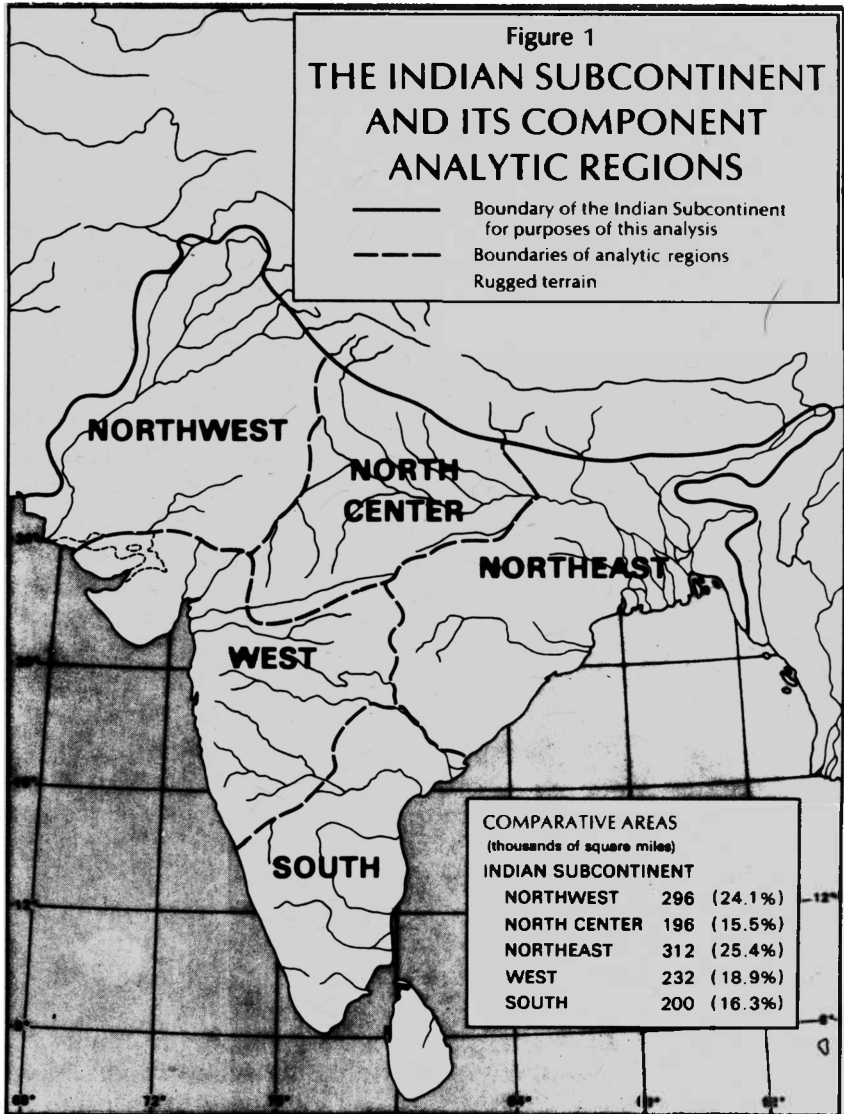 Figure 1
THE INDIAN SUBCONTINENT
AND ITS COMPONENT
ANALYTIC REGIONS
Boundary of the Indian Subcontinent
for purposes of this analysis
Boundaries of analytic regions
Rugged terrain
NORTHWEST
NORTH
CENTER
NORTHEAST
WEST
SOUTH
COMPARATIVE AREAS
(thousands of square miles)
INDIAN SUBCONTINENT
NORTHWEST 296 (24.1%)
NORTH CENTER 196 (15.5%)
NORTHEAST 312 (25.4%)
WEST 232 (18.9%)
SOUTH 200 (16.3%)
12°
12°
8°
72°